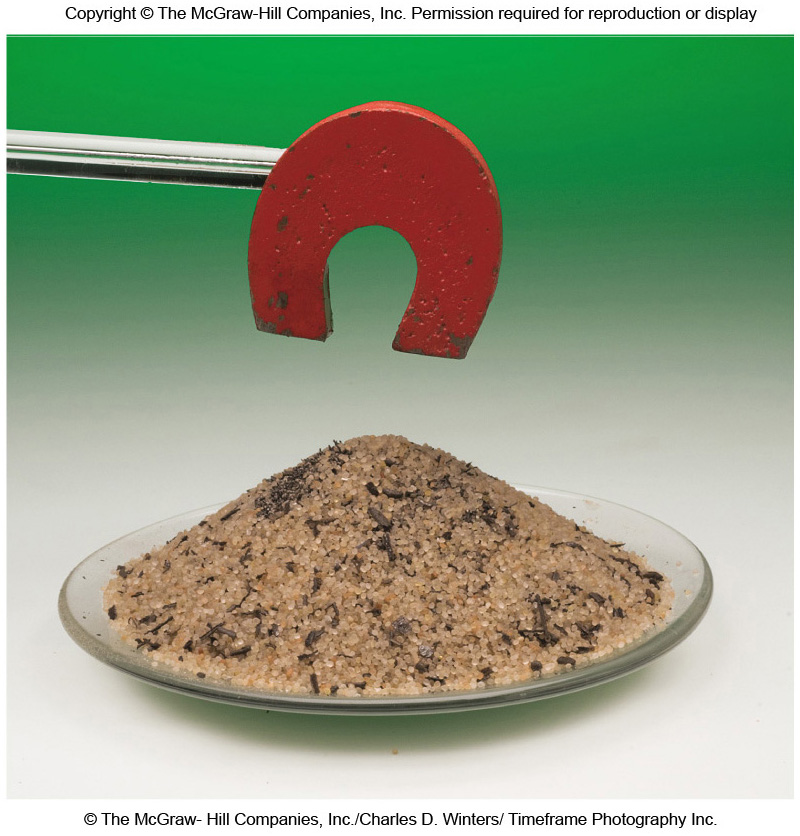 Copyright © The McGraw-Hill Companies, Inc. Permission required for reproduction or display
© The McGraw- Hill Companies, Inc./Charles D. Winters/ Timeframe Photography Inc.